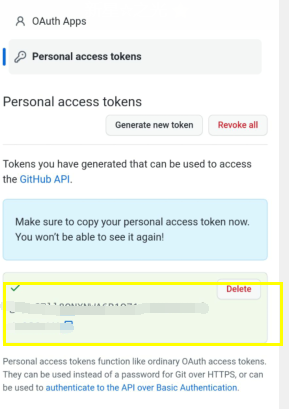 OAuth Apps
Personal access tokens
Personal access tokens
Generate new token
Revoke all
Tokens you have generated that can be used to access
the GitHub API.
Make sure to copy your personal access token now.
You won't be able to see it again!
Delete
Personal access tokens function like ordinary OAuth access tokens.
They can be used instead of a password for Git over HTTPS, or can
be used to authenticate to the API over Basic Authentication.